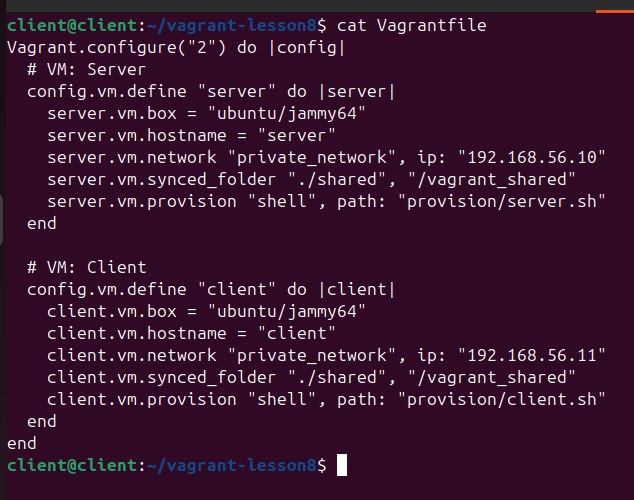 client@client:~/vagrant-lesson8$ cat Vagrantfile
Vagrant.configure("2") do |config|
  # VM: Server
  config.vm.define "server" do |server|
    server.vm.box = "ubuntu/jammy64"
    server.vm.hostname = "server"
    server.vm.network "private_network", ip: "192.168.56.10"
    server.vm.synced_folder "./shared", "/vagrant_shared"
    server.vm.provision "shell", path: "provision/server.sh"
  end

  # VM: Client
  config.vm.define "client" do |client|
    client.vm.box = "ubuntu/jammy64"
    client.vm.hostname = "client"
    client.vm.network "private_network", ip: "192.168.56.11"
    client.vm.synced_folder "./shared", "/vagrant_shared"
    client.vm.provision "shell", path: "provision/client.sh"
  end
end
client@client:~/vagrant-lesson8$